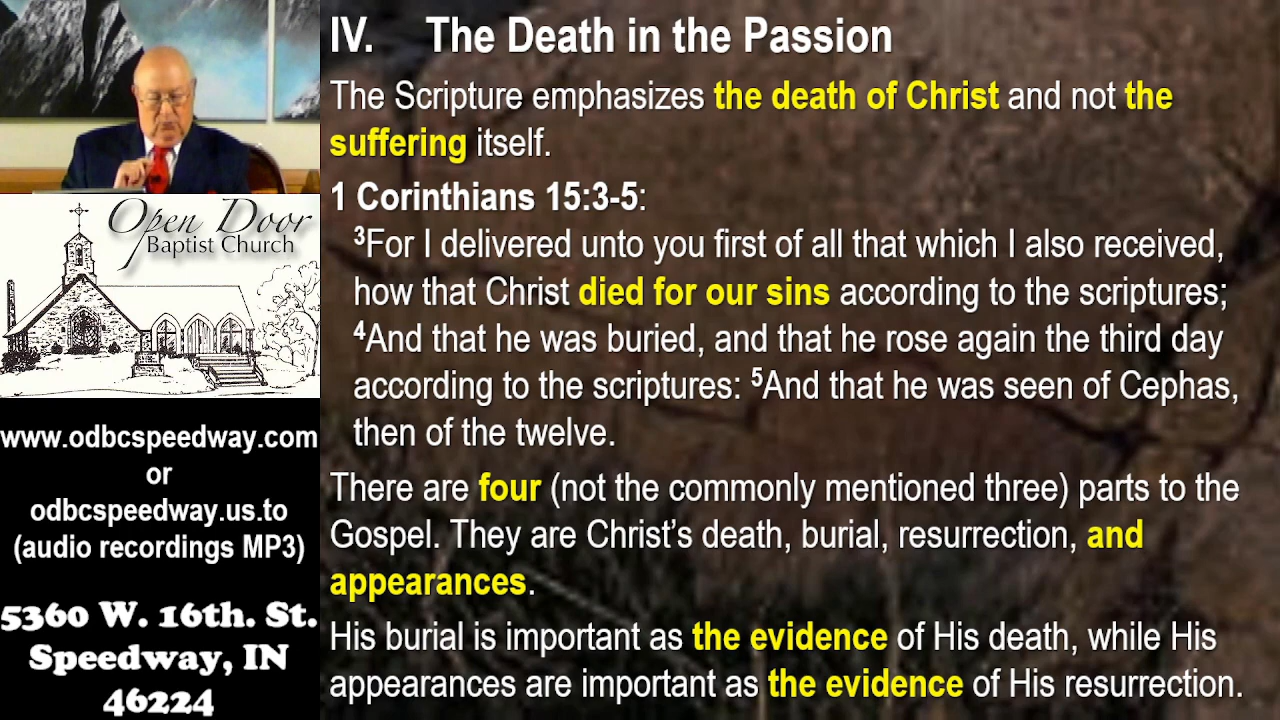 Open Door
Baptist Church
www.odbcspeedway.com
or
odbcspeedway.us.to
(audio recordings MP3)
5360 W. 16th. St.
Speedway, IN
46224
IV. The Death in the Passion
The Scripture emphasizes the death of Christ and not the
suffering itself.
1 Corinthians 15:3-5:
³For I delivered unto you first of all that which I also received,
how that Christ died for our sins according to the scriptures;
⁴And that he was buried, and that he rose again the third day
according to the scriptures: ⁵And that he was seen of Cephas,
then of the twelve.
There are four (not the commonly mentioned three) parts to the
Gospel. They are Christ’s death, burial, resurrection, and
appearances.
His burial is important as the evidence of His death, while His
appearances are important as the evidence of His resurrection.